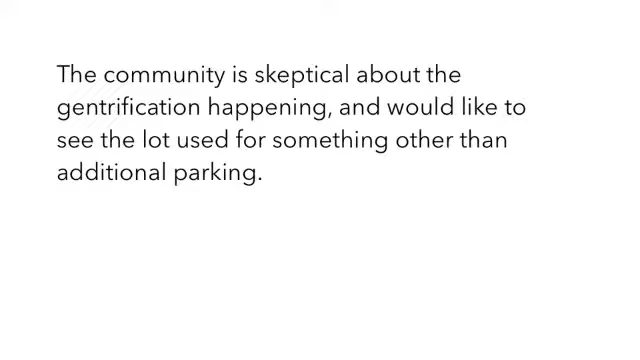 The community is skeptical about the
gentrification happening, and would like to
see the lot used for something other than
additional parking.